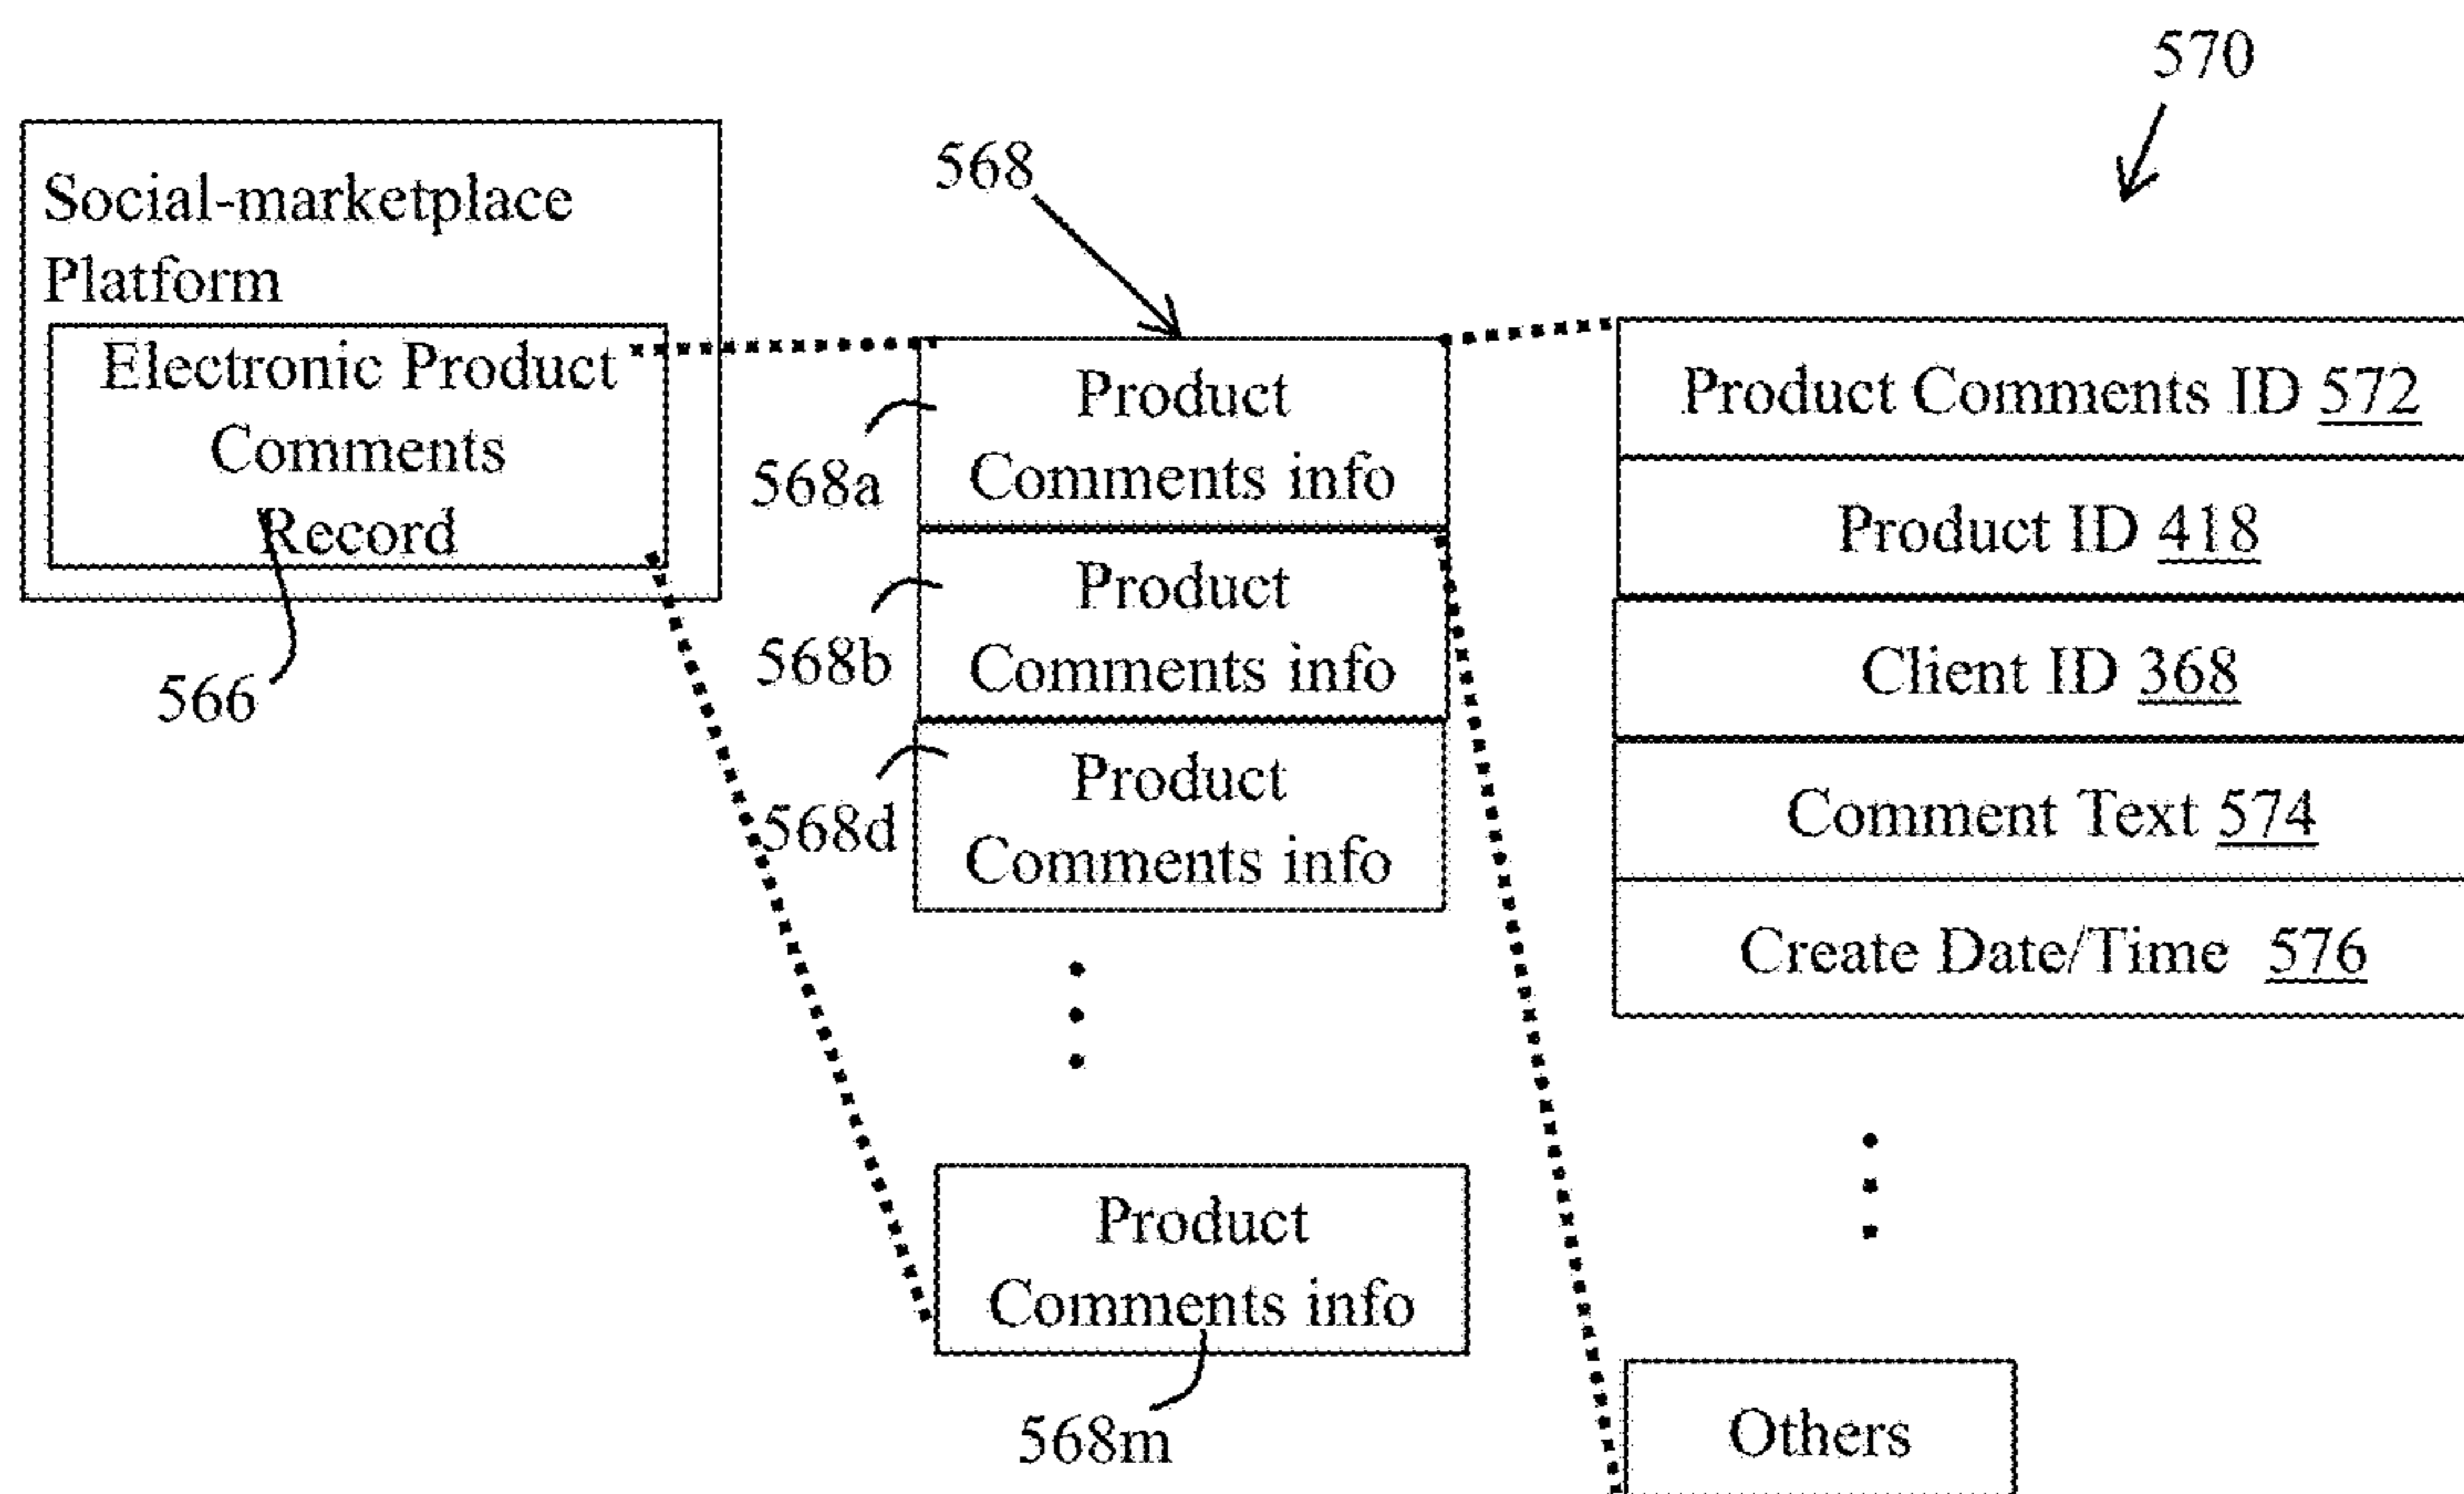 570
568
Social-marketplace
Platform
Electronic Product
Comments
Record
566
Product
Comments info
568a
Product
Comments info
568b
Product
Comments info
568d
Product
Comments info
568m
Product Comments ID 572
Product ID 418
Client ID 368
Comment Text 574
Create Date/Time 576
Others